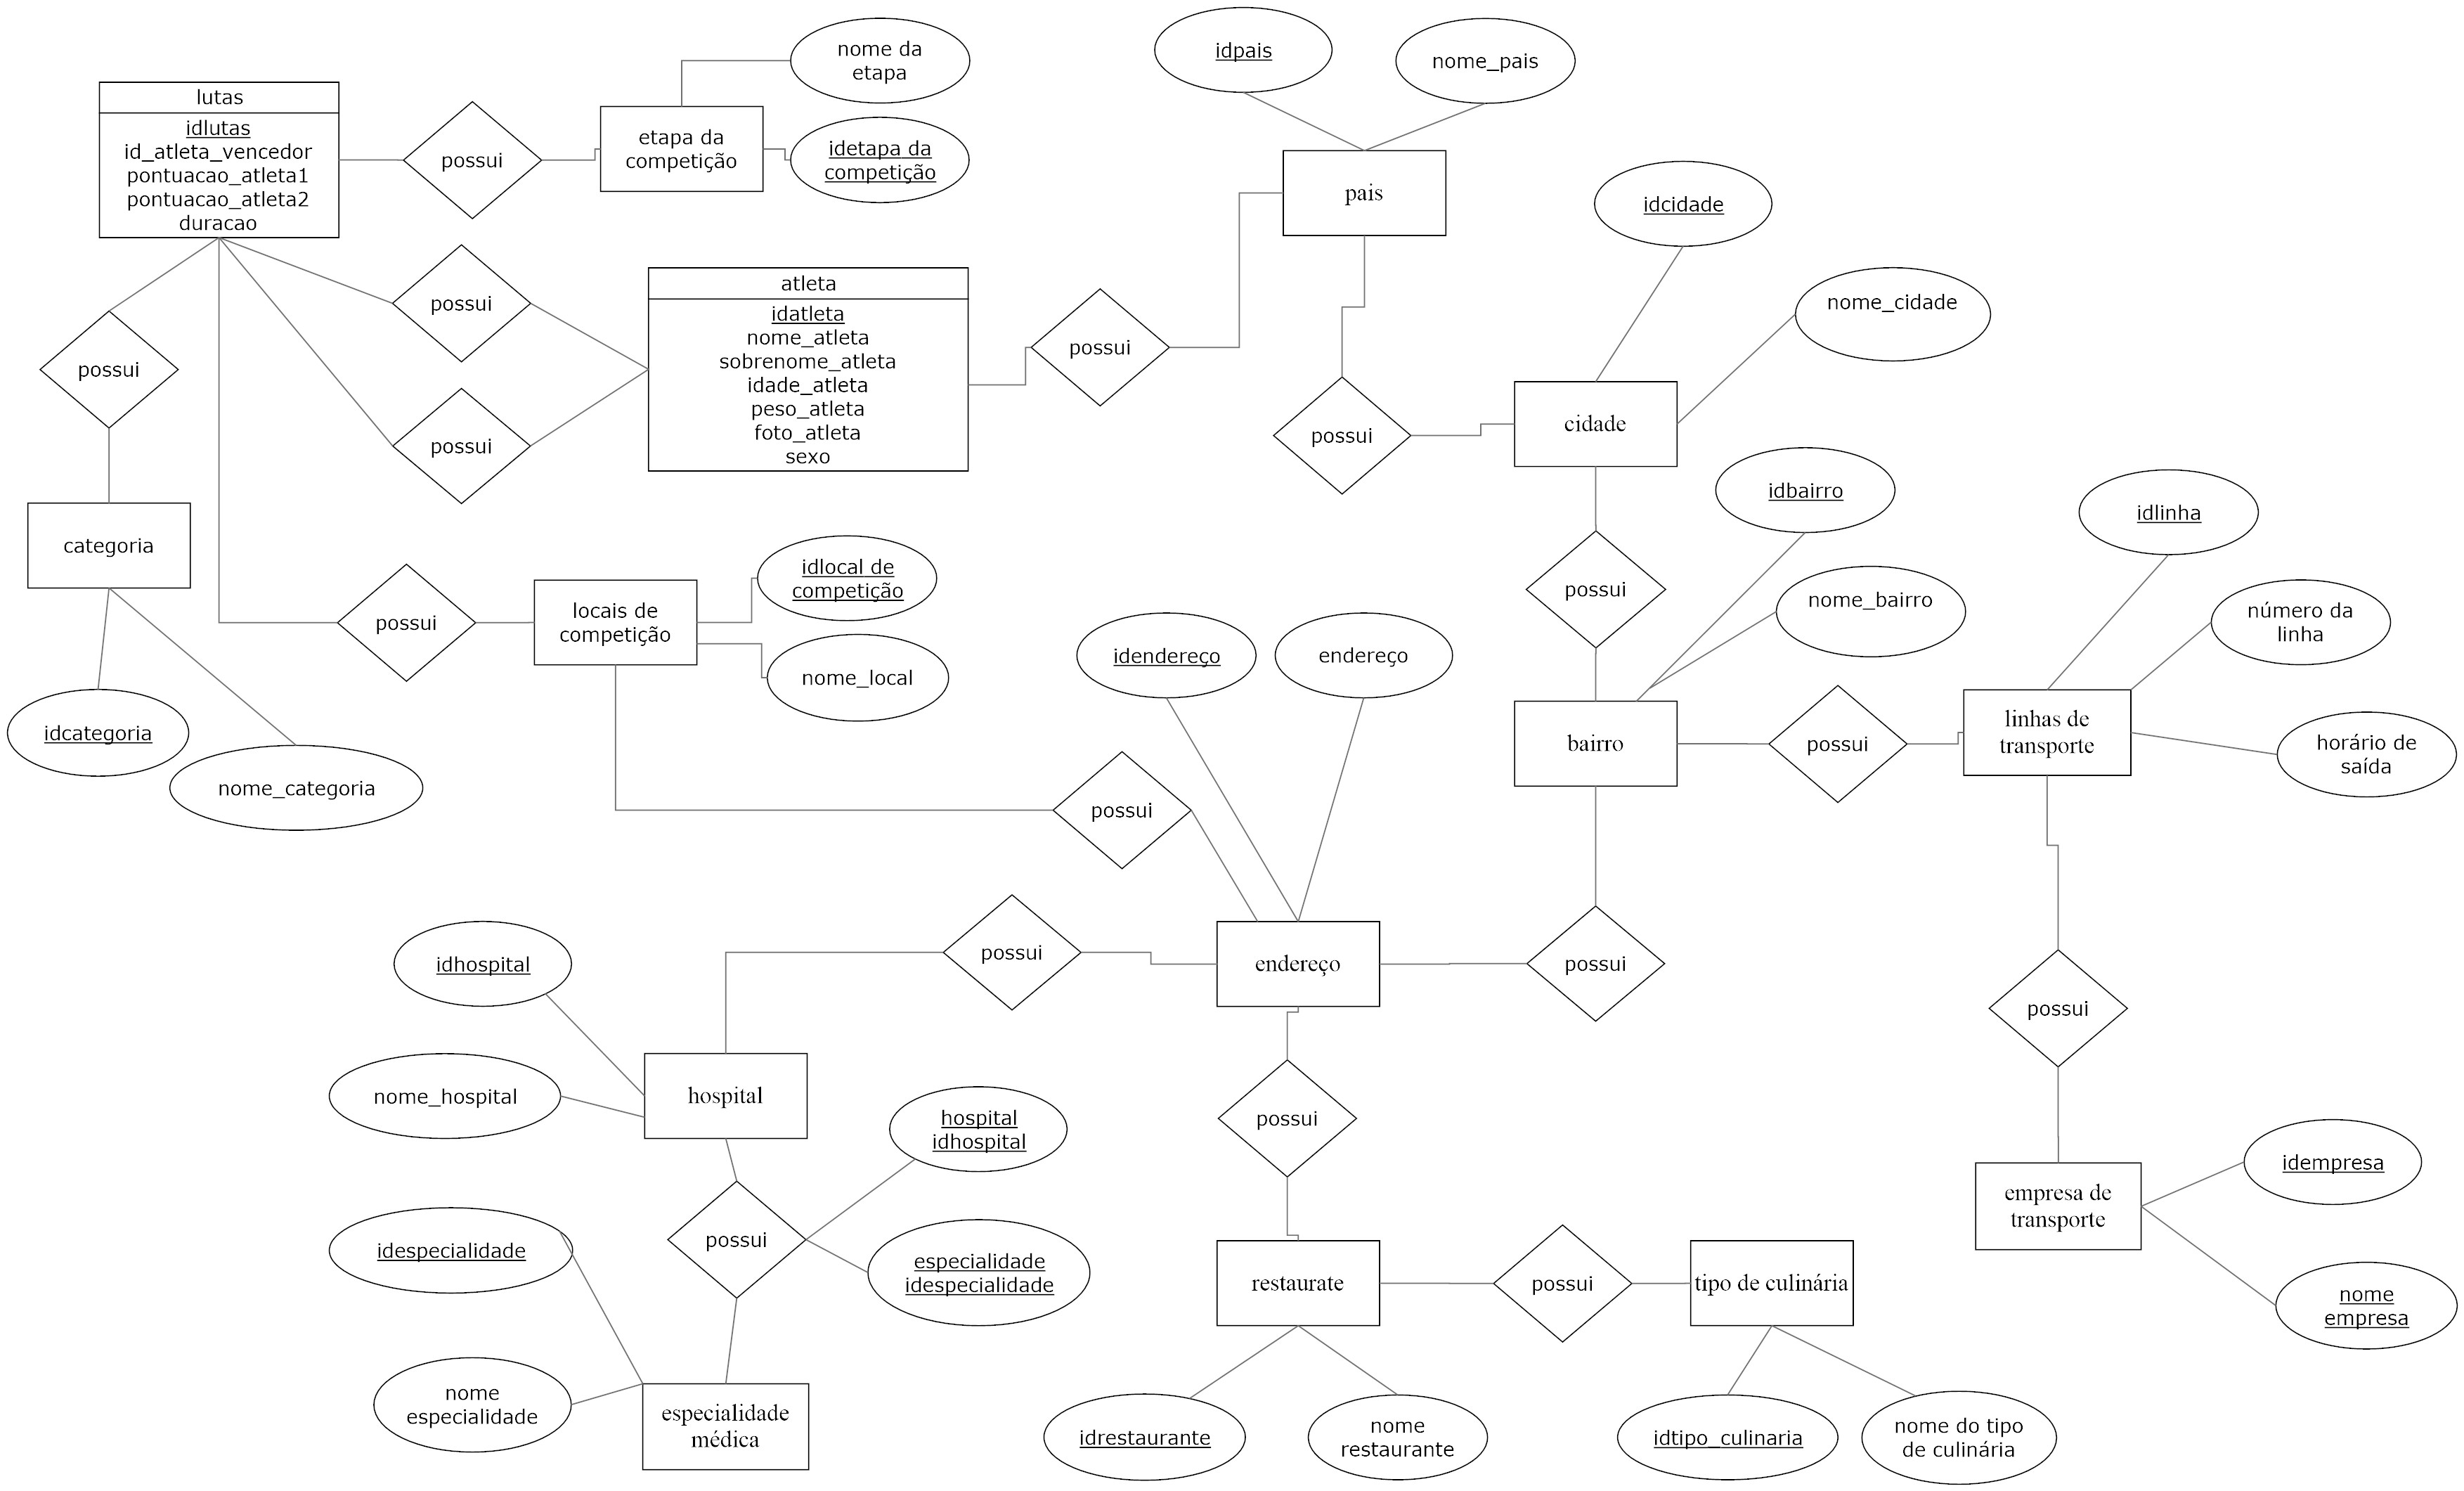 nome da
etapa
idpais
nome_pais
lutas
idlutas
id_atleta_vencedor
pontuacao_atleta1
pontuacao_atleta2
duracao
possui
etapa da
competição
idetapa da
competição
pais
idcidade
atleta
idatleta
nome_atleta
sobrenome_atleta
idade_atleta
peso_atleta
foto_atleta
sexo
possui
possui
possui
nome_cidade
possui
possui
cidade
possui
idbairro
idlinha
categoria
idlocal de
competição
possui
locais de
competição
nome_local
possui
nome_bairro
número da
linha
idendereço
endereço
idcategoria
nome_categoria
bairro
possui
linhas de
transporte
horário de
saída
possui
idhospital
possui
endereço
possui
possui
nome_hospital
hospital
hospital
idhospital
possui
idespecialidade
possui
especialidade
idespecialidade
idempresa
empresa de
transporte
nome
empresa
restaurate
possui
tipo de culinária
nome
especialidade
especialidade
médica
idrestaurante
nome
restaurante
idtipo_culinaria
nome do tipo
de culinária